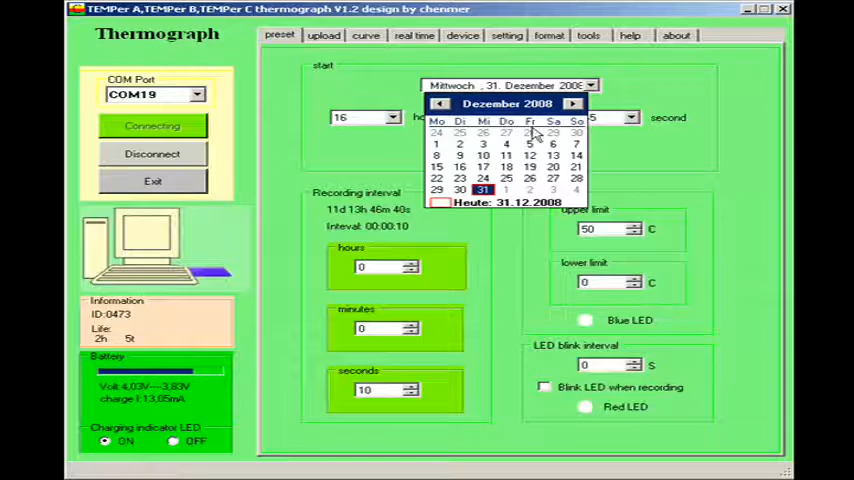 TEMPer A,TEMPer B,TEMPer C thermograph V1.2 design by chenmer
Thermograph
preset upload curve real time device setting format tools help about
COM Port
COM19
Connecting
Disconnect
Exit
Information
ID:0473
Life:
2h 5t
Battery
Volt 4,03V---3,83V
charge I:13,05mA
Charging indicator LED
ON OFF
start
Mittwoch , 31. Dezember 2008
16
second
Dezember 2008
Mo Di Mi Do Fr Sa So
24 25 26 27 28 29 30
1 2 3 4 5 6 7
8 9 10 11 12 13 14
15 16 17 18 19 20 21
22 23 24 25 26 27 28
29 30 31 1 2 3 4
Heute: 31.12.2008
Recording interval
11d 13h 46m 40s
Interval: 00:00:10
hours
0
minutes
0
seconds
10
upper limit
50 C
lower limit
0 C
Blue LED
LED blink interval
0 S
Blink LED when recording
Red LED